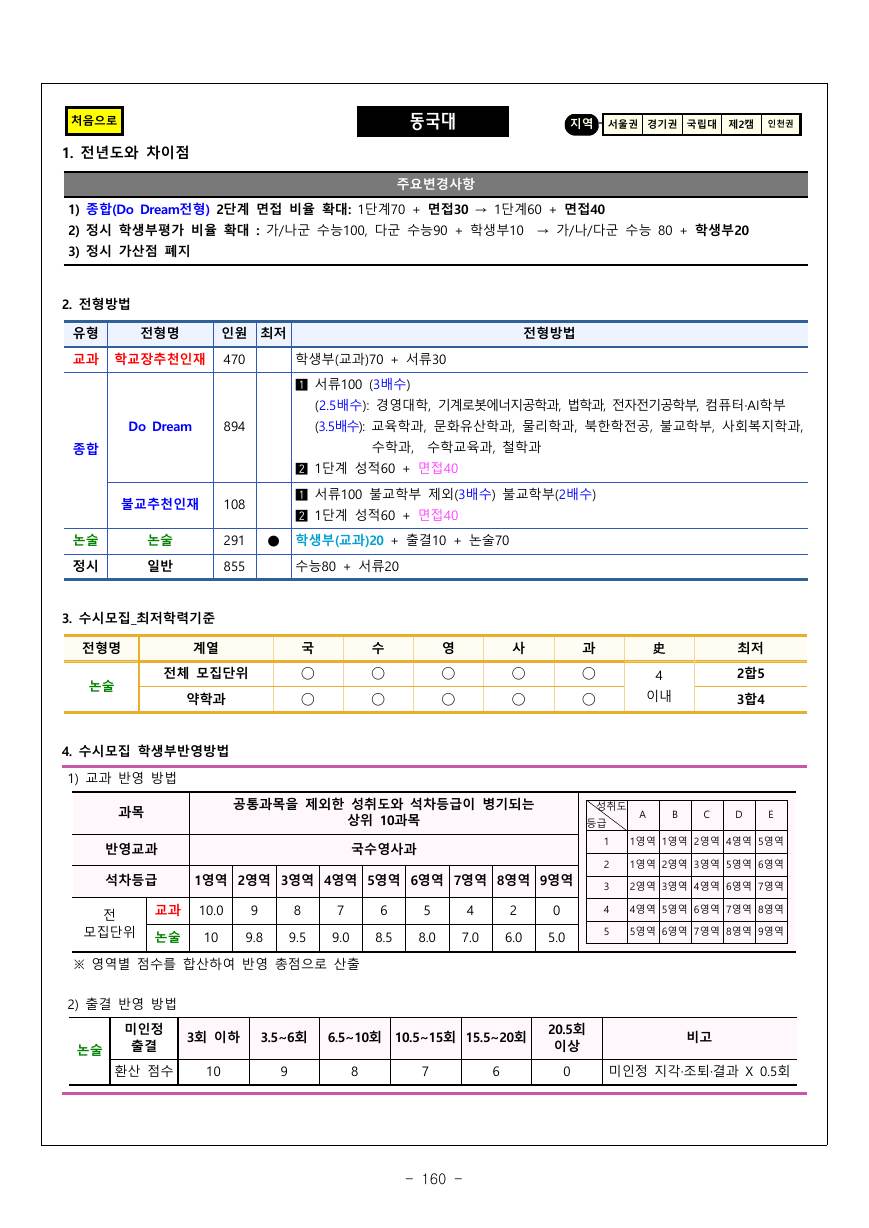 처음으로
동국대
지역 서울권 경기권 국립대 제2캠 인천권
1. 전년도와 차이점
주요변경사항
1) 종합(Do Dream전형) 2단계 면접 비율 확대: 1단계70 + 면접30 → 1단계60 + 면접40
2) 정시 학생부평가 비율 확대 : 가/나군 수능100, 다군 수능90 + 학생부10 → 가/나/다군 수능 80 + 학생부20
3) 정시 가산점 폐지
2. 전형방법
유형 전형명 인원 최저 전형방법
교과 학교장추천인재 470 학생부(교과)70 + 서류30
종합 Do Dream 894
1 서류100 (3배수)
(2.5배수): 경영대학, 기계로봇에너지공학과, 법학과, 전자전기공학부, 컴퓨터·AI학부
(3.5배수): 교육학과, 문화유산학과, 물리학과, 북한학전공, 불교학부, 사회복지학과,
수학과, 수학교육과, 철학과
2 1단계 성적60 + 면접40
불교추천인재 108
1 서류100 불교학부 제외(3배수) 불교학부(2배수)
2 1단계 성적60 + 면접40
논술 논술 291 ● 학생부(교과)20 + 출결10 + 논술70
정시 일반 855 수능80 + 서류20
3. 수시모집_최저학력기준
전형명 계열 국 수 영 사 과 史 최저
논술 전체 모집단위 ○ ○ ○ ○ ○ 4 이내 2합5
약학과 ○ ○ ○ ○ ○ 3합4
4. 수시모집 학생부반영방법
1) 교과 반영 방법
과목 공통과목을 제외한 성취도와 석차등급이 병기되는
상위 10과목
반영교과 국수영사과
석차등급 1영역 2영역 3영역 4영역 5영역 6영역 7영역 8영역 9영역
전 모집단위 교과 10.0 9 8 7 6 5 4 2 0
논술 10 9.8 9.5 9.0 8.5 8.0 7.0 6.0 5.0
성취도 등급 A B C D E
1 1영역 1영역 2영역 4영역 5영역
2 1영역 2영역 3영역 5영역 6영역
3 2영역 3영역 4영역 6영역 7영역
4 4영역 5영역 6영역 7영역 8영역
5 5영역 6영역 7영역 8영역 9영역
※ 영역별 점수를 합산하여 반영 총점으로 산출
2) 출결 반영 방법
논술 미인정 출결 3회 이하 3.5~6회 6.5~10회 10.5~15회 15.5~20회 20.5회 이상 비고
환산 점수 10 9 8 7 6 0 미인정 지각·조퇴·결과 X 0.5회
- 160 -